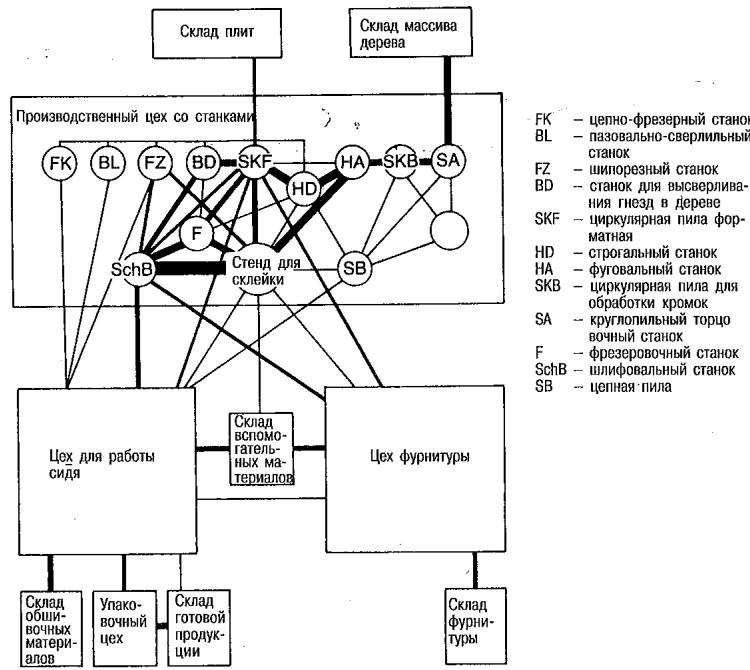 Склад плит
Склад массива
дерева
Производственный цех со станками
FK
BL
FZ
BD
SKF
HD
HA
SKB
SA
F
SchB
Стенд для
склейки
SB
Цех для работы
сидя
Склад
вспомо-
гатель-
ных ма-
териалов
Цех фурнитуры
Склад
обши-
вочных
матери-
алов
Упако-
вочный
цех
Склад
готовой
продук-
ции
Склад
фурни-
туры
FK – цепно-фрезерный станок
BL – пазовально-сверлильный
станок
FZ – шипорезный станок
BD – станок для высверлива-
ния гнезд в дереве
SKF – циркулярная пила фор-
матная
HD – строгальный станок
HA – фуговальный станок
SKB – циркулярная пила для
обработки кромок
SA – круглопильный торцо
вочный станок
F – фрезеровочный станок
SchB – шлифовальный станок
SB – цепная пила